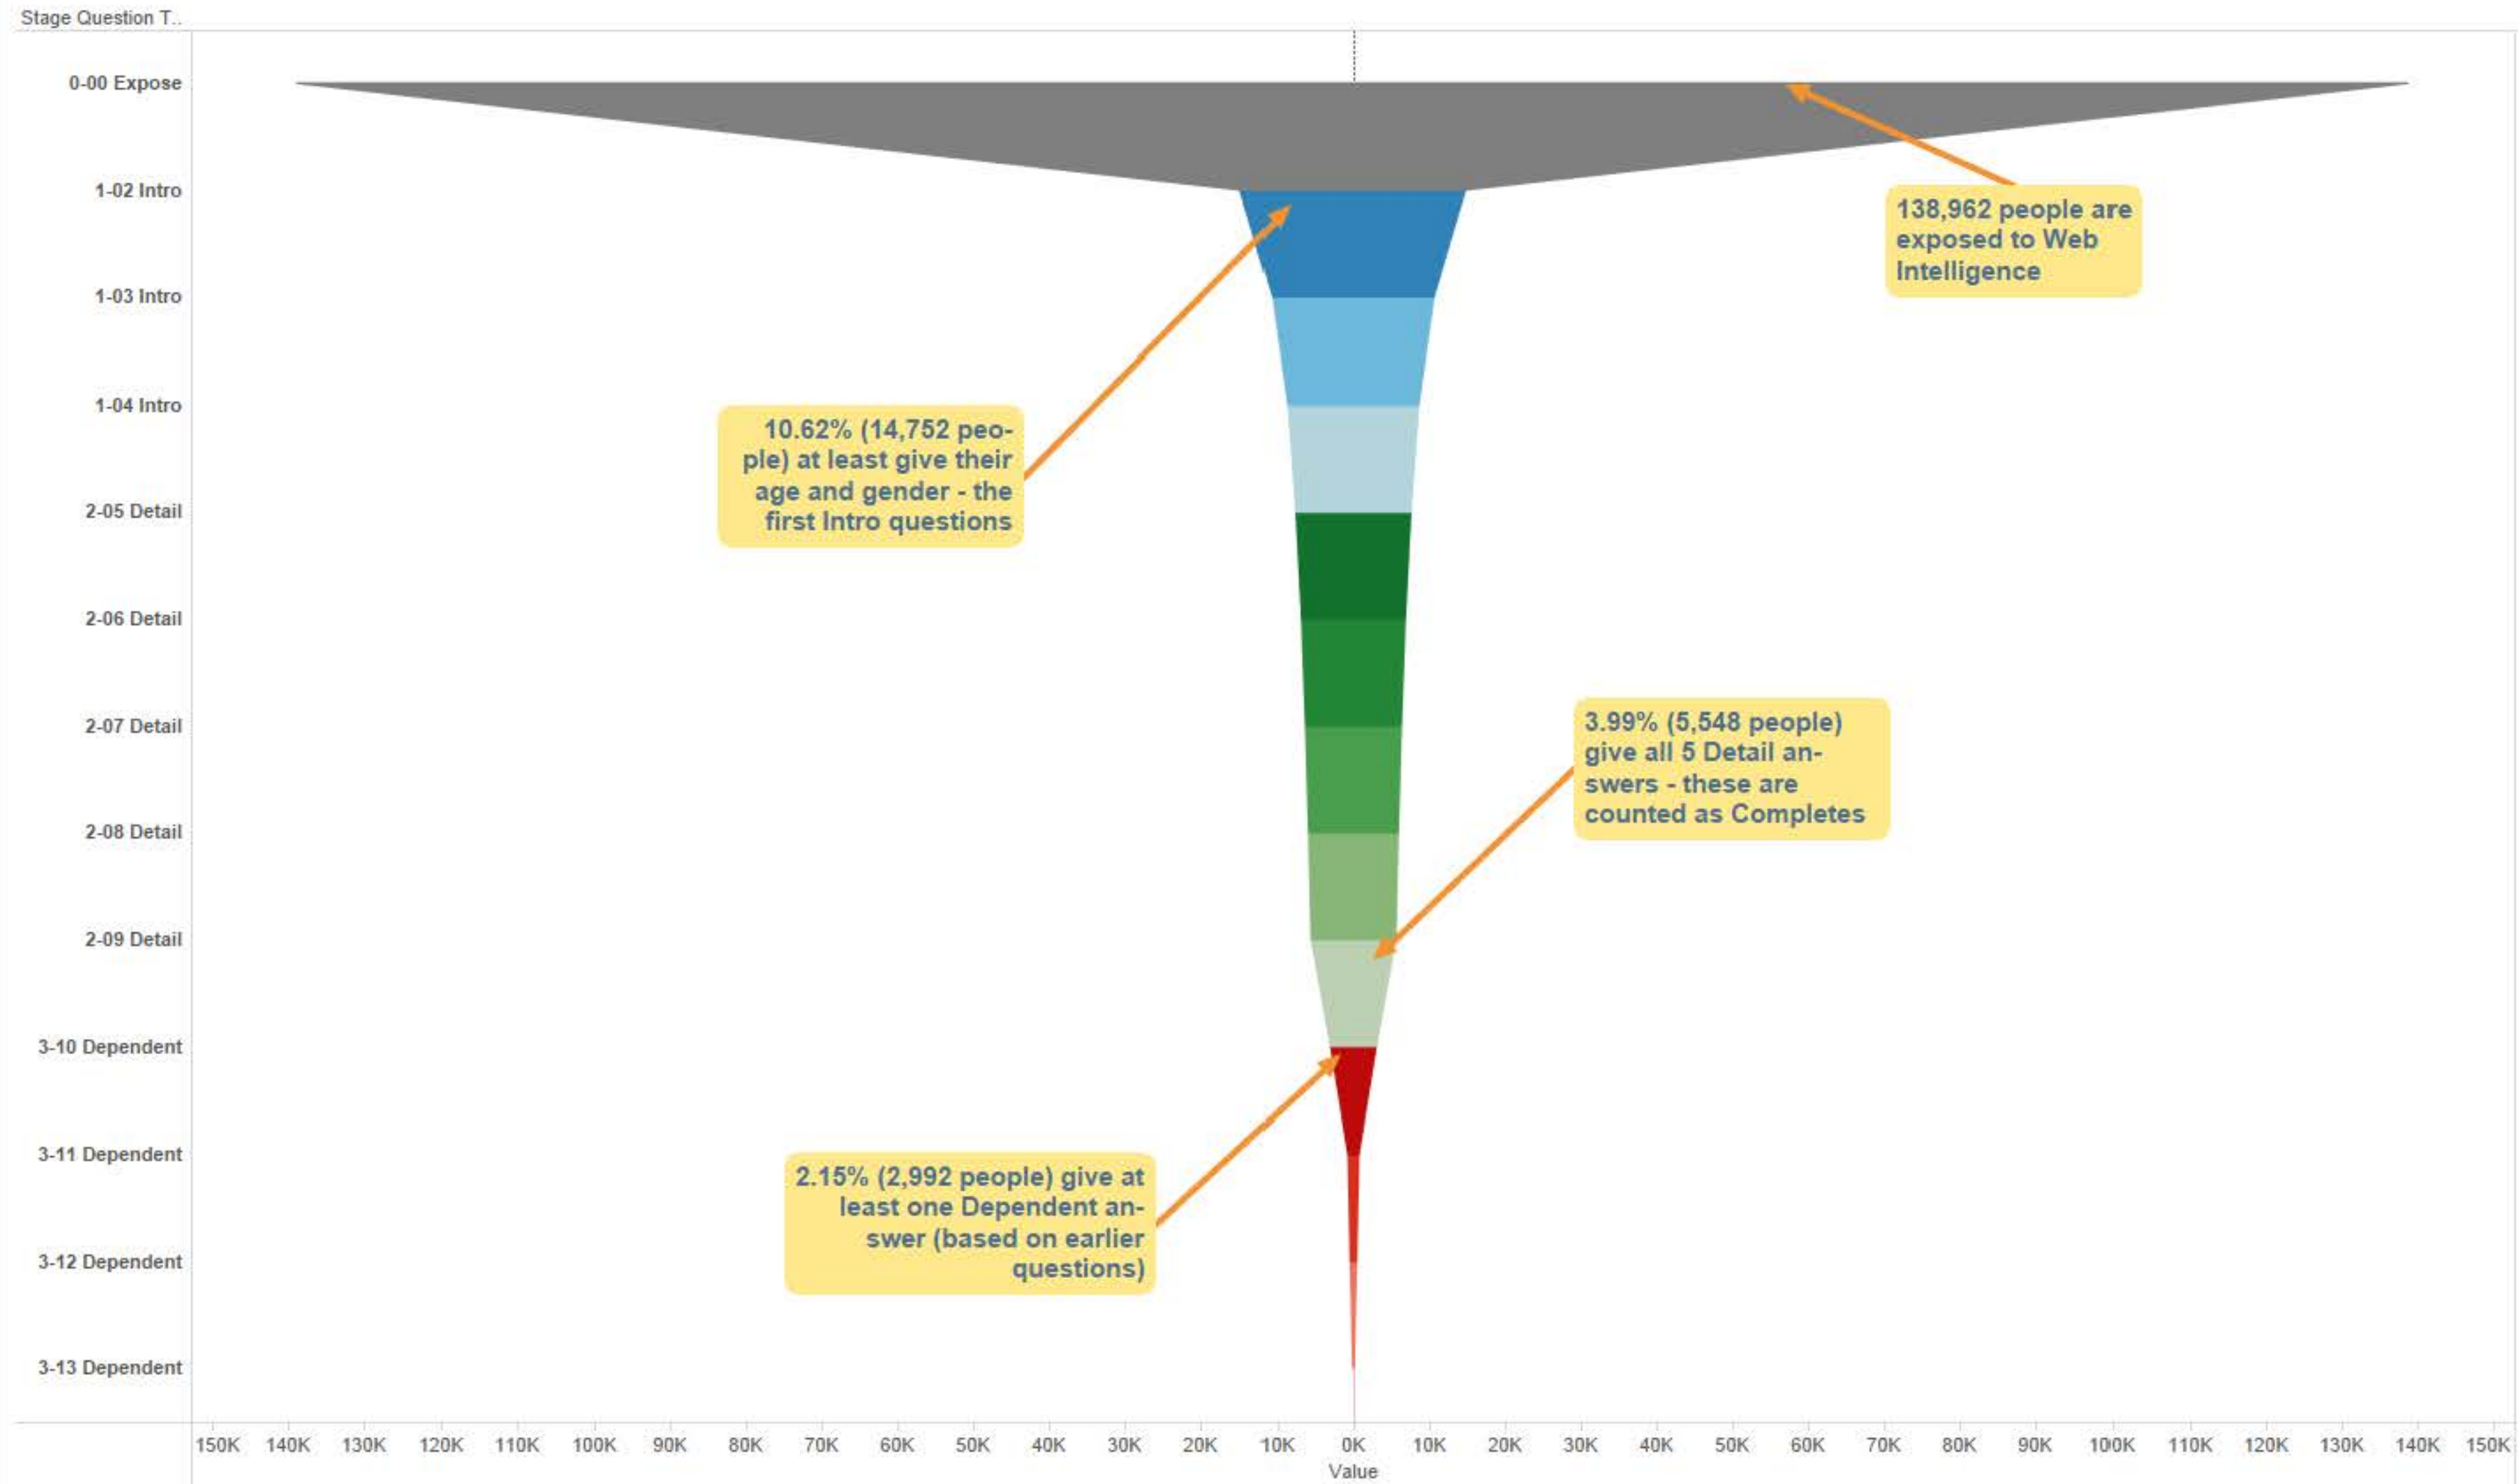 Stage Question T..
0-00 Expose
1-02 Intro
1-03 Intro
1-04 Intro
2-05 Detail
2-06 Detail
2-07 Detail
2-08 Detail
2-09 Detail
3-10 Dependent
3-11 Dependent
3-12 Dependent
3-13 Dependent
138,962 people are
exposed to Web
Intelligence
10.62% (14,752 peo-
ple) at least give their
age and gender - the
first Intro questions
3.99% (5,548 people)
give all 5 Detail an-
swers - these are
counted as Completes
2.15% (2,992 people) give at
least one Dependent an-
swer (based on earlier
questions)
150K 140K 130K 120K 110K 100K 90K 80K 70K 60K 50K 40K 30K 20K 10K 0K 10K 20K 30K 40K 50K 60K 70K 80K 90K 100K 110K 120K 130K 140K 150K
Value